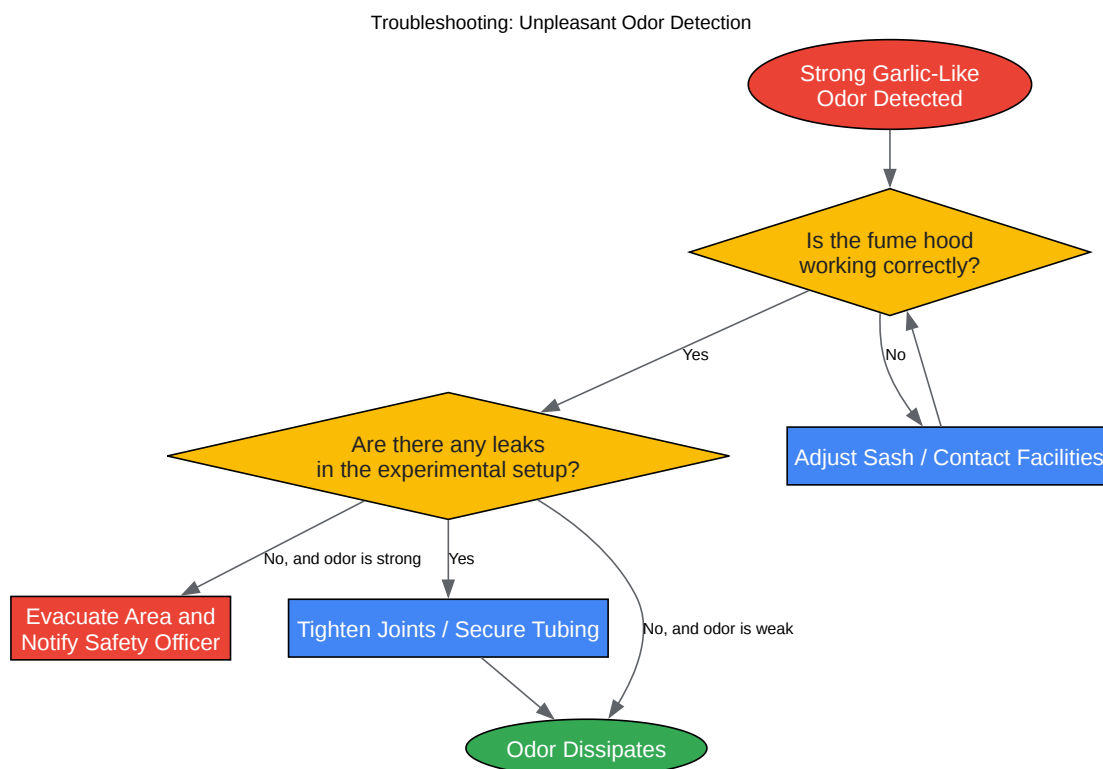 Troubleshooting: Unpleasant Odor Detection
Strong Garlic-Like
Odor Detected
Is the fume hood
working correctly?
Yes
No
Are there any leaks
in the experimental setup?
Adjust Sash / Contact Facilities
No, and odor is strong
Yes
Evacuate Area and
Notify Safety Officer
Tighten Joints / Secure Tubing
No, and odor is weak
Odor Dissipates